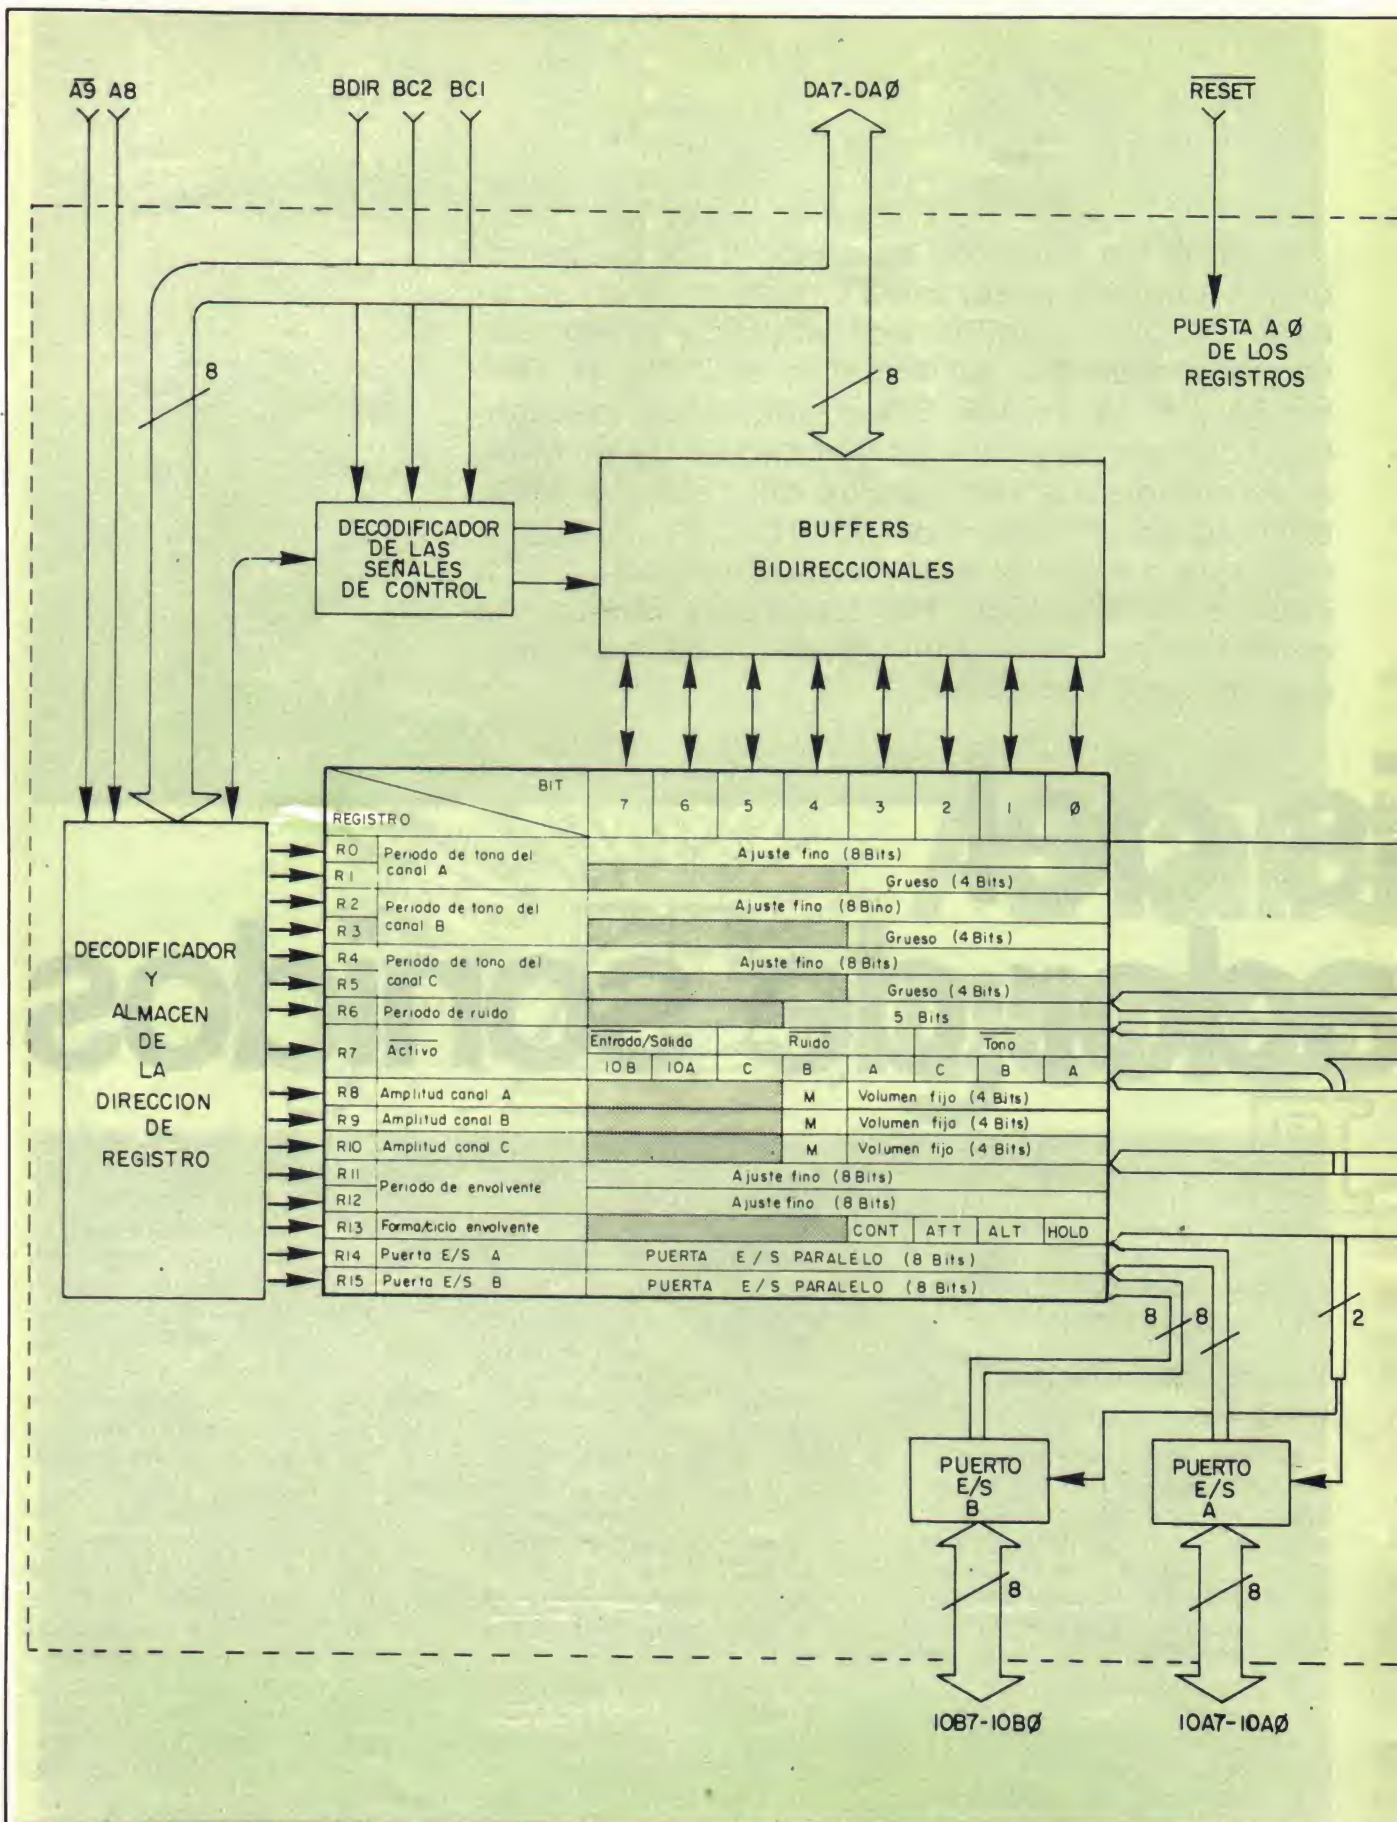 A9 A8 BDIR BC2 BC1 DA7-DAØ RESET
PUESTA A Ø
DE LOS
REGISTROS
8
8
DECODIFICADOR
DE LAS
SEÑALES
DE CONTROL
BUFFERS
BIDIRECCIONALES
DECODIFICADOR
Y
ALMACEN
DE
LA
DIRECCION
DE
REGISTRO
BIT
REGISTRO
7 6 5 4 3 2 1 Ø
R0 Periodo de tono del canal A Ajuste fino (8 Bits)
R1 Grueso (4 Bits)
R2 Periodo de tono del canal B Ajuste fino (8 Bino)
R3 Grueso (4 Bits)
R4 Periodo de tono del canal C Ajuste fino (8 Bits)
R5 Grueso (4 Bits)
R6 Periodo de ruido 5 Bits
R7 Activo Entrada/Salida Ruido Tono
IOB IOA C B A C B A
R8 Amplitud canal A M Volumen fijo (4 Bits)
R9 Amplitud canal B M Volumen fijo (4 Bits)
R10 Amplitud canal C M Volumen fijo (4 Bits)
R11 Periodo de envolvente Ajuste fino (8 Bits)
R12 Ajuste fino (8 Bits)
R13 Forma/ciclo envolvente CONT ATT ALT HOLD
R14 Puerta E/S A PUERTA E/S PARALELO (8 Bits)
R15 Puerta E/S B PUERTA E/S PARALELO (8 Bits)
8 8 2
PUERTO
E/S
B
PUERTO
E/S
A
8 8
IOB7-IOBØ IOA7-IOAØ